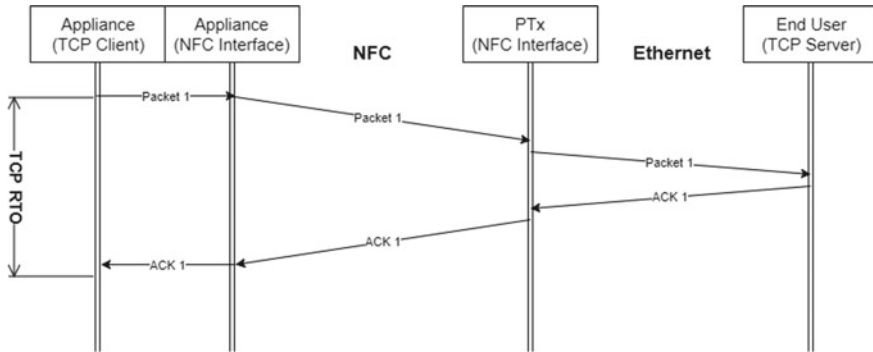 Appliance
(TCP Client)
Appliance
(NFC Interface)
NFC
PTx
(NFC Interface)
Ethernet
End User
(TCP Server)
Packet 1
Packet 1
Packet 1
TCP RTO
ACK 1
ACK 1
ACK 1